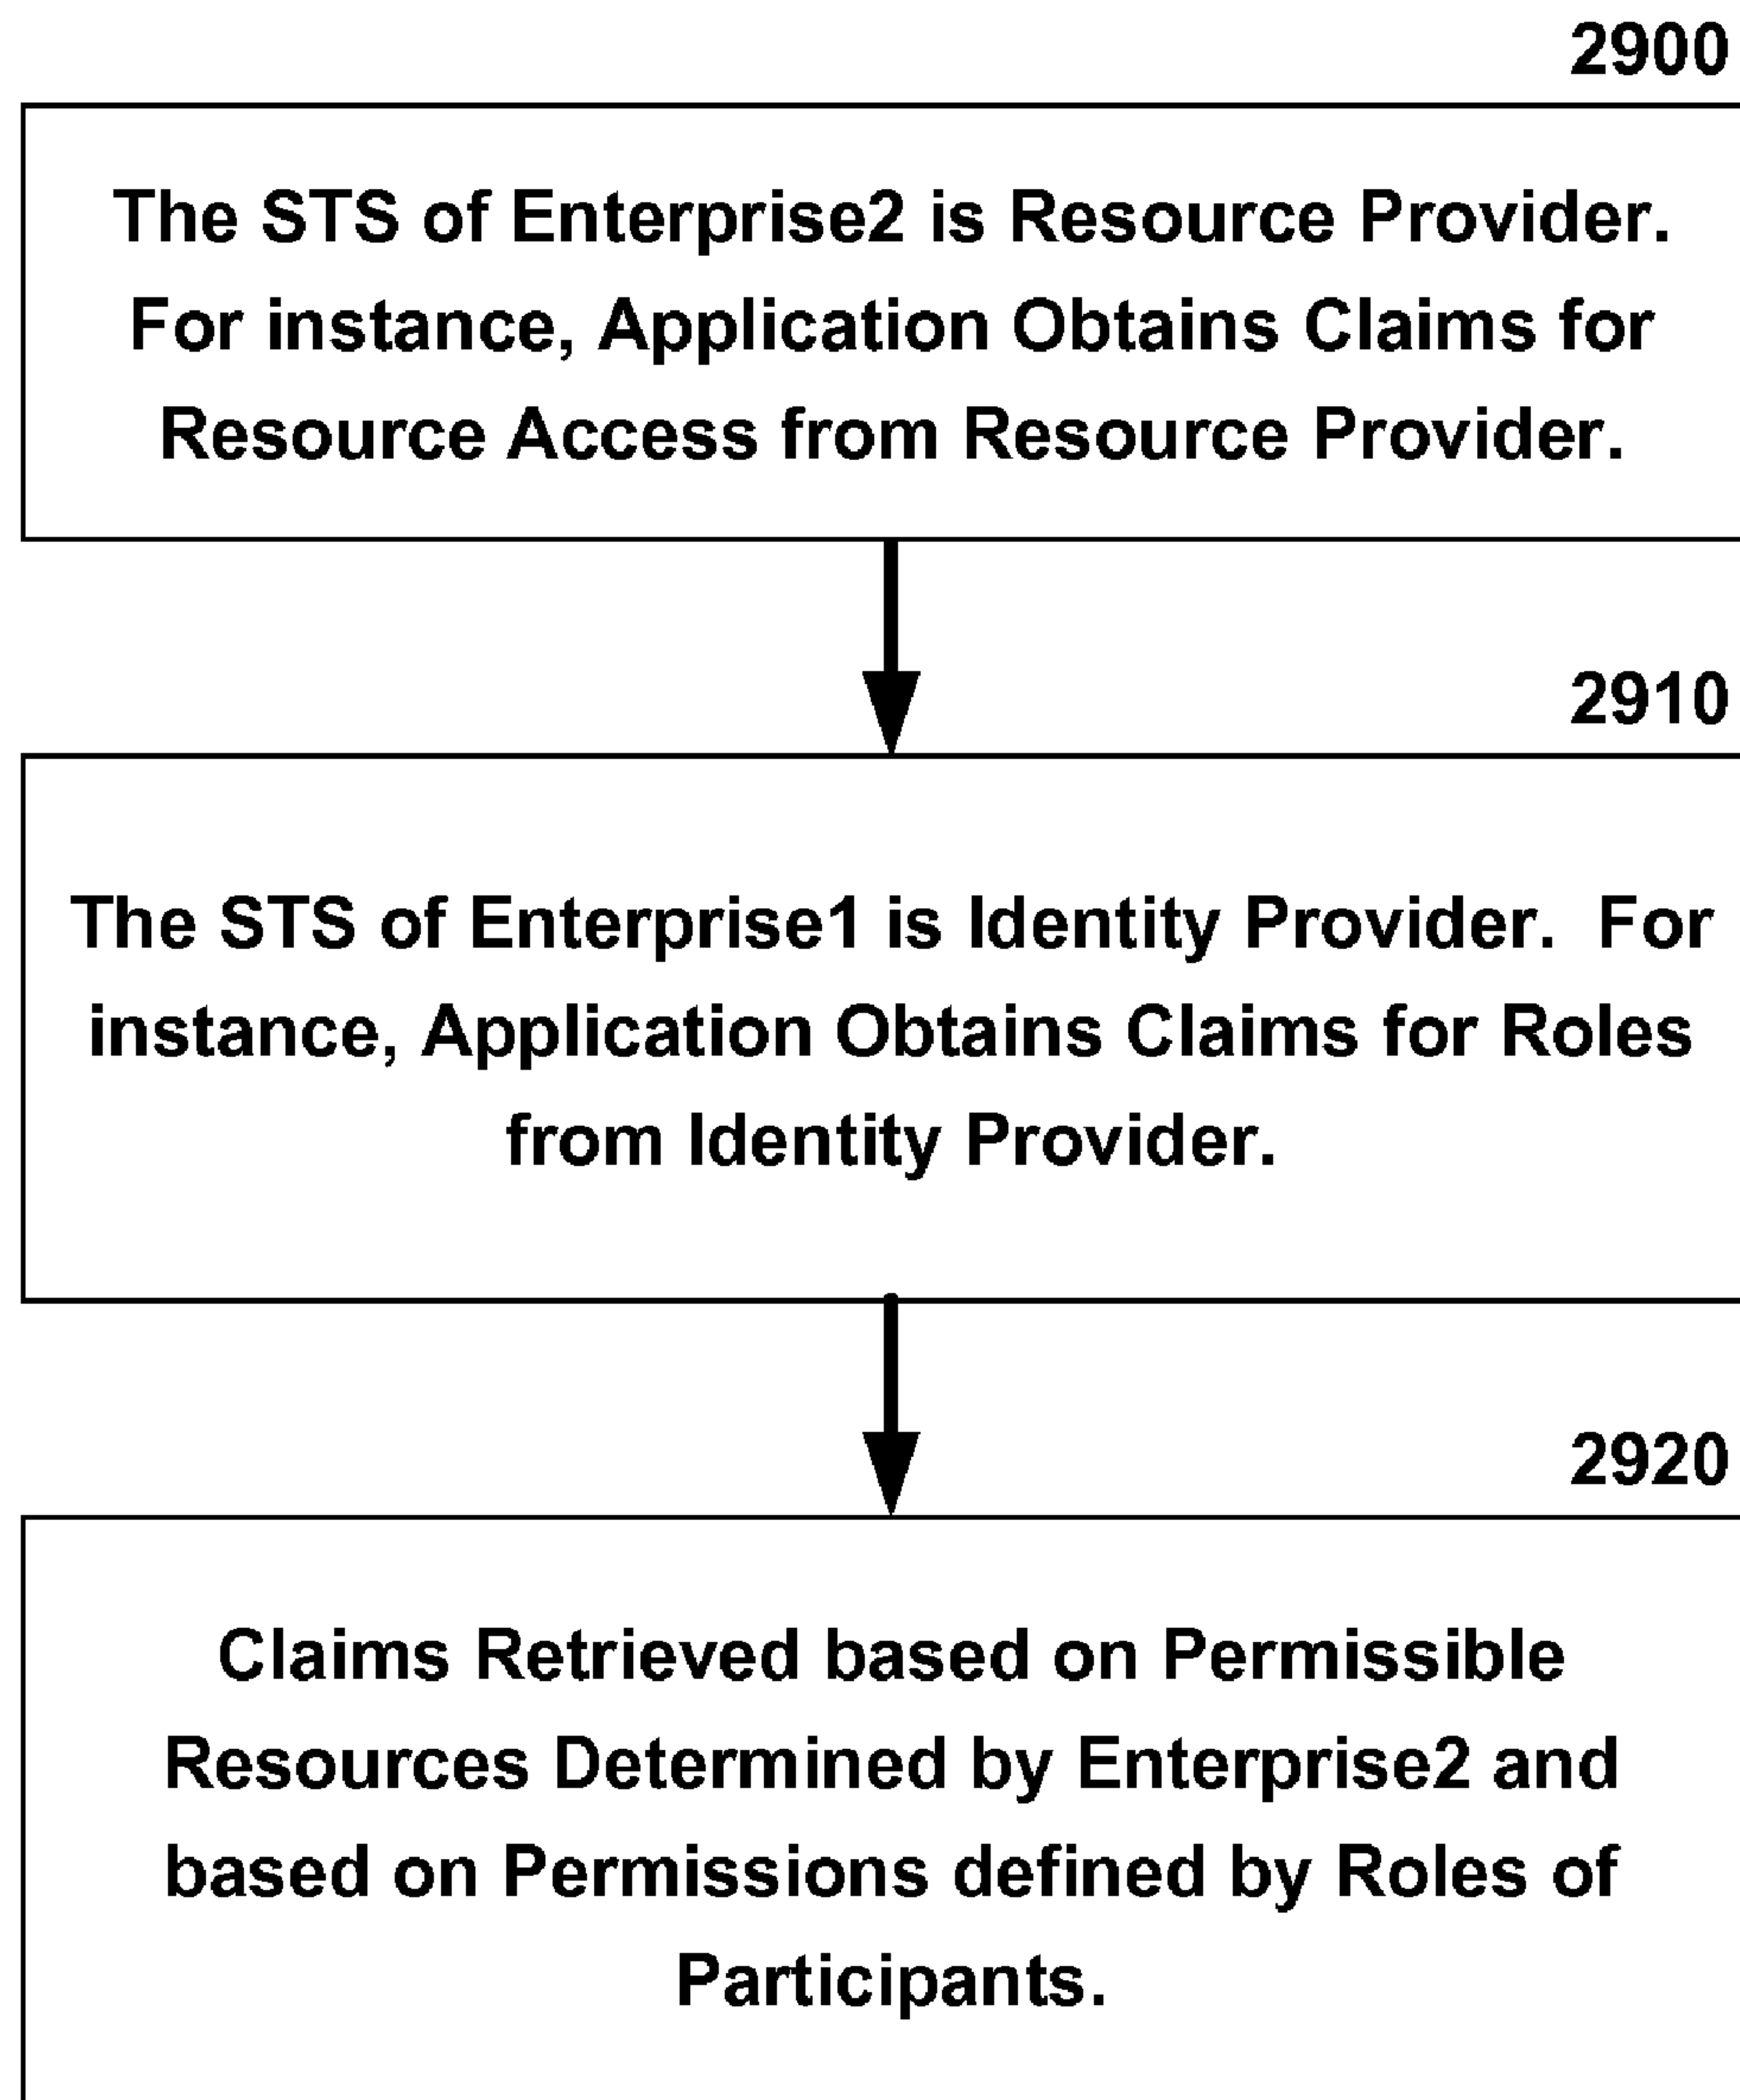 2900
The STS of Enterprise2 is Resource Provider.
For instance, Application Obtains Claims for
Resource Access from Resource Provider.
2910
The STS of Enterprise1 is Identity Provider.  For
instance, Application Obtains Claims for Roles
from Identity Provider.
2920
Claims Retrieved based on Permissible
Resources Determined by Enterprise2 and
based on Permissions defined by Roles of
Participants.